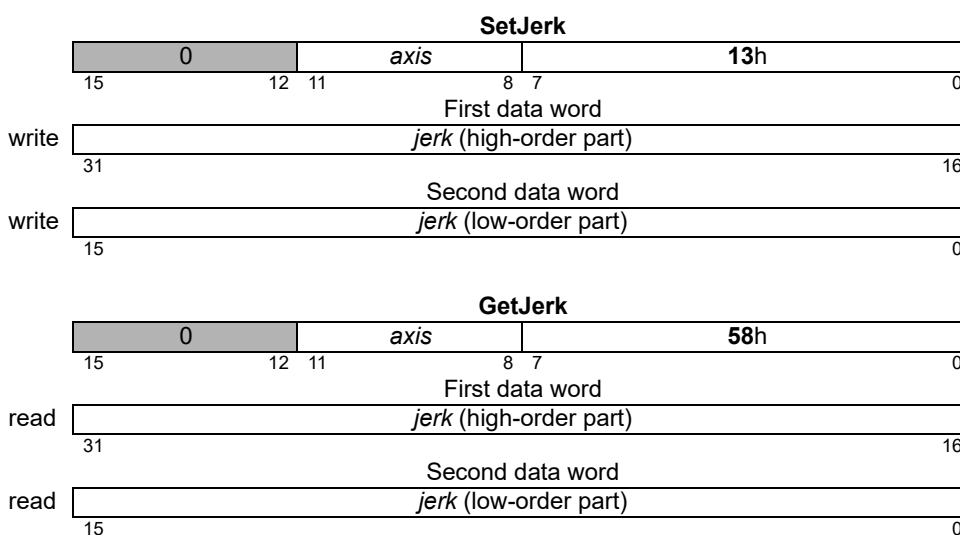 SetJerk
0 axis 13h
15 12 11 8 7 0
First data word
write jerk (high-order part)
31 16
Second data word
write jerk (low-order part)
15 0
GetJerk
0 axis 58h
15 12 11 8 7 0
First data word
read jerk (high-order part)
31 16
Second data word
read jerk (low-order part)
15 0